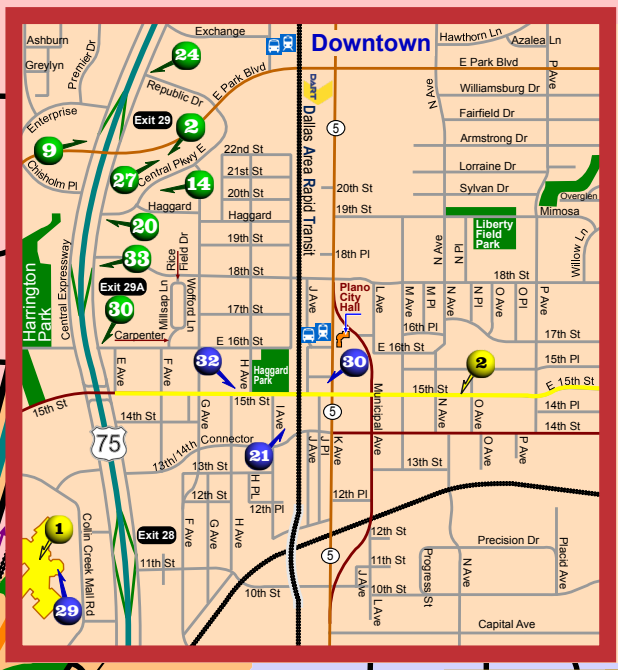 Exchange
Downtown
Hawthorn Ln
Azalea Ln
Ashburn
Greylyn
Premier Dr
24
Republic Dr
E Park Blvd
E Park Blvd
P Ave
N Ave
Williamsburg Dr
DART Dallas Area Rapid Transit
Fairfield Dr
Enterprise
Exit 29
2
5
Armstrong Dr
9
Chisholm Pl
Central Pkwy E
22nd St
21st St
Lorraine Dr
27
14
20th St
20th St
Sylvan Dr
Overglen
Haggard
Haggard
19th St
Mimosa
20
19th St
Liberty
Field
Park
N Ave
N Pl
Willow Ln
Rice
Field Dr
18th Pl
33
18th St
18th St
Harrington
Park
Central Expressway
Exit 29A
Millsap Ln
Wofford Ln
J Ave
Plano
City
Hall
L Ave
M Ave
M Pl
N Ave
N Pl
O Ave
O Pl
P Ave
30
17th St
16th Pl
17th St
Carpenter
E 16th St
E 16th St
32
30
2
15th Pl
E Ave
F Ave
H Ave
Haggard
Park
Municipal Ave
15th St
E 15th St
15th St
15th St
G Ave
I Ave
5
N Ave
O Ave
14th Pl
14th St
14th St
75
13th/14th Connector
21
J Ave
J Pl
K Ave
O Ave
P Ave
13th St
13th St
12th St
H PL
12th Pl
12th Pl
1
Collin Creek Mall Rd
Exit 28
F Ave
G Ave
H Ave
12th St
Precision Dr
5
11th St
11th St
29
10th St
J Ave
L Ave
10th St
Progress St
N Ave
Placid Ave
Capital Ave